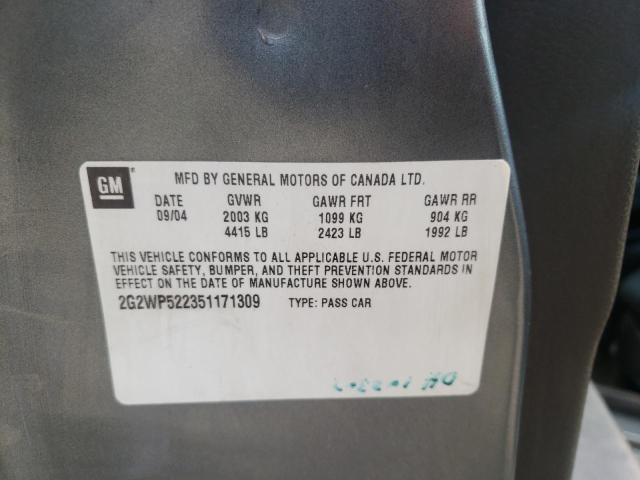 GM
MFD BY GENERAL MOTORS OF CANADA LTD.
DATE GVWR GAWR FRT GAWR RR
09/04 2003 KG 1099 KG 904 KG
4415 LB 2423 LB 1992 LB
THIS VEHICLE CONFORMS TO ALL APPLICABLE U.S. FEDERAL MOTOR
VEHICLE SAFETY, BUMPER, AND THEFT PREVENTION STANDARDS IN
EFFECT ON THE DATE OF MANUFACTURE SHOWN ABOVE.
2G2WP522351171309 TYPE: PASS CAR